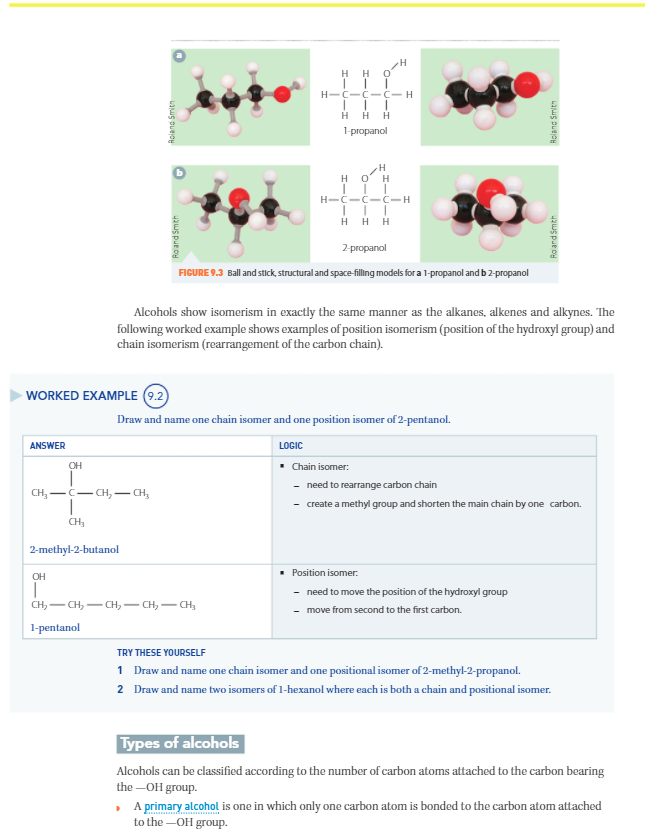 a
Roland Smith
H
H H O
H—C—C—C—H
H H H
1-propanol
Roland Smith
b
Roland Smith
H
H O H
H—C—C—C—H
H H H
2-propanol
Roland Smith
FIGURE 9.3 Ball and stick, structural and space-filling models for a 1-propanol and b 2-propanol
Alcohols show isomerism in exactly the same manner as the alkanes, alkenes and alkynes. The
following worked example shows examples of position isomerism (position of the hydroxyl group) and
chain isomerism (rearrangement of the carbon chain).
WORKED EXAMPLE 9.2
Draw and name one chain isomer and one position isomer of 2-pentanol.
ANSWER
LOGIC
OH
CH₃—C—CH₂—CH₃
CH₃
2-methyl-2-butanol
▪ Chain isomer:
– need to rearrange carbon chain
– create a methyl group and shorten the main chain by one carbon.
OH
CH₂—CH₂—CH₂—CH₂—CH₃
1-pentanol
▪ Position isomer:
– need to move the position of the hydroxyl group
– move from second to the first carbon.
TRY THESE YOURSELF
1 Draw and name one chain isomer and one positional isomer of 2-methyl-2-propanol.
2 Draw and name two isomers of 1-hexanol where each is both a chain and positional isomer.
Types of alcohols
Alcohols can be classified according to the number of carbon atoms attached to the carbon bearing
the —OH group.
A primary alcohol is one in which only one carbon atom is bonded to the carbon atom attached
to the —OH group.